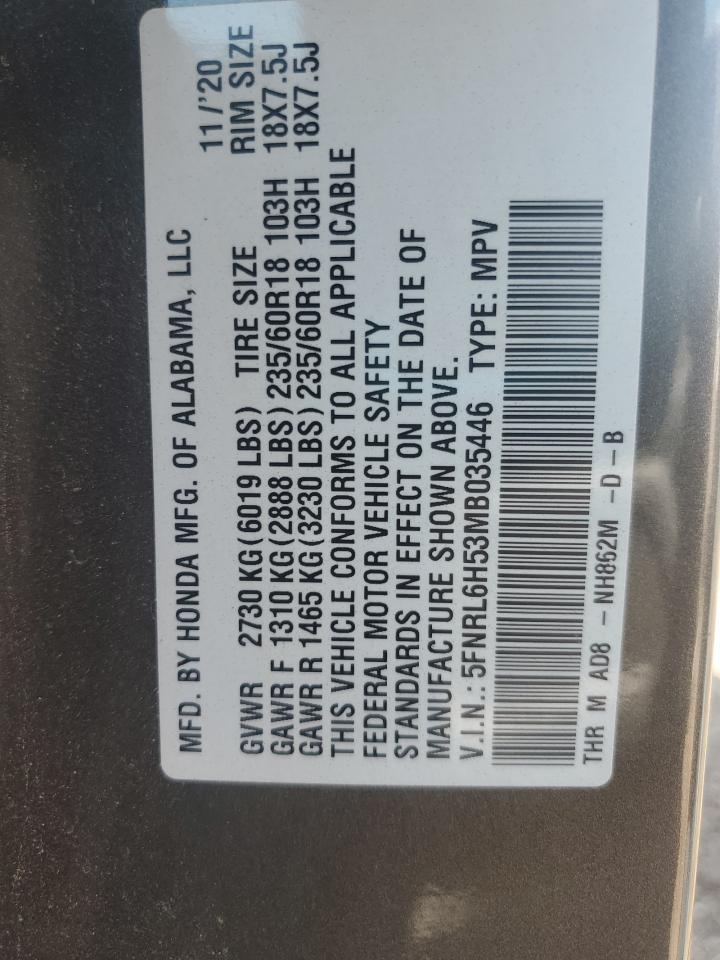 MFD. BY HONDA MFG. OF ALABAMA, LLC 11/'20
GVWR 2730 KG(6019 LBS) TIRE SIZE RIM SIZE
GAWR F 1310 KG(2888 LBS)235/60R18 103H 18X7.5J
GAWR R 1465 KG(3230 LBS)235/60R18 103H 18X7.5J
THIS VEHICLE CONFORMS TO ALL APPLICABLE
FEDERAL MOTOR VEHICLE SAFETY
STANDARDS IN EFFECT ON THE DATE OF
MANUFACTURE SHOWN ABOVE.
V.I.N.: 5FNRL6H53MB035446 TYPE: MPV
THR M AD8 - NH862M -D-B